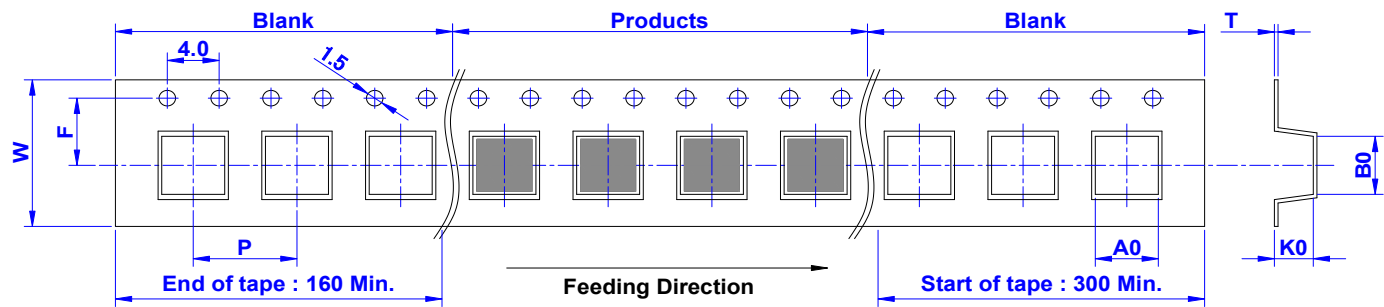 Blank
Products
Blank
T
4.0
1.5
F
W
B0
P
A0
K0
End of tape : 160 Min.
Feeding Direction
Start of tape : 300 Min.